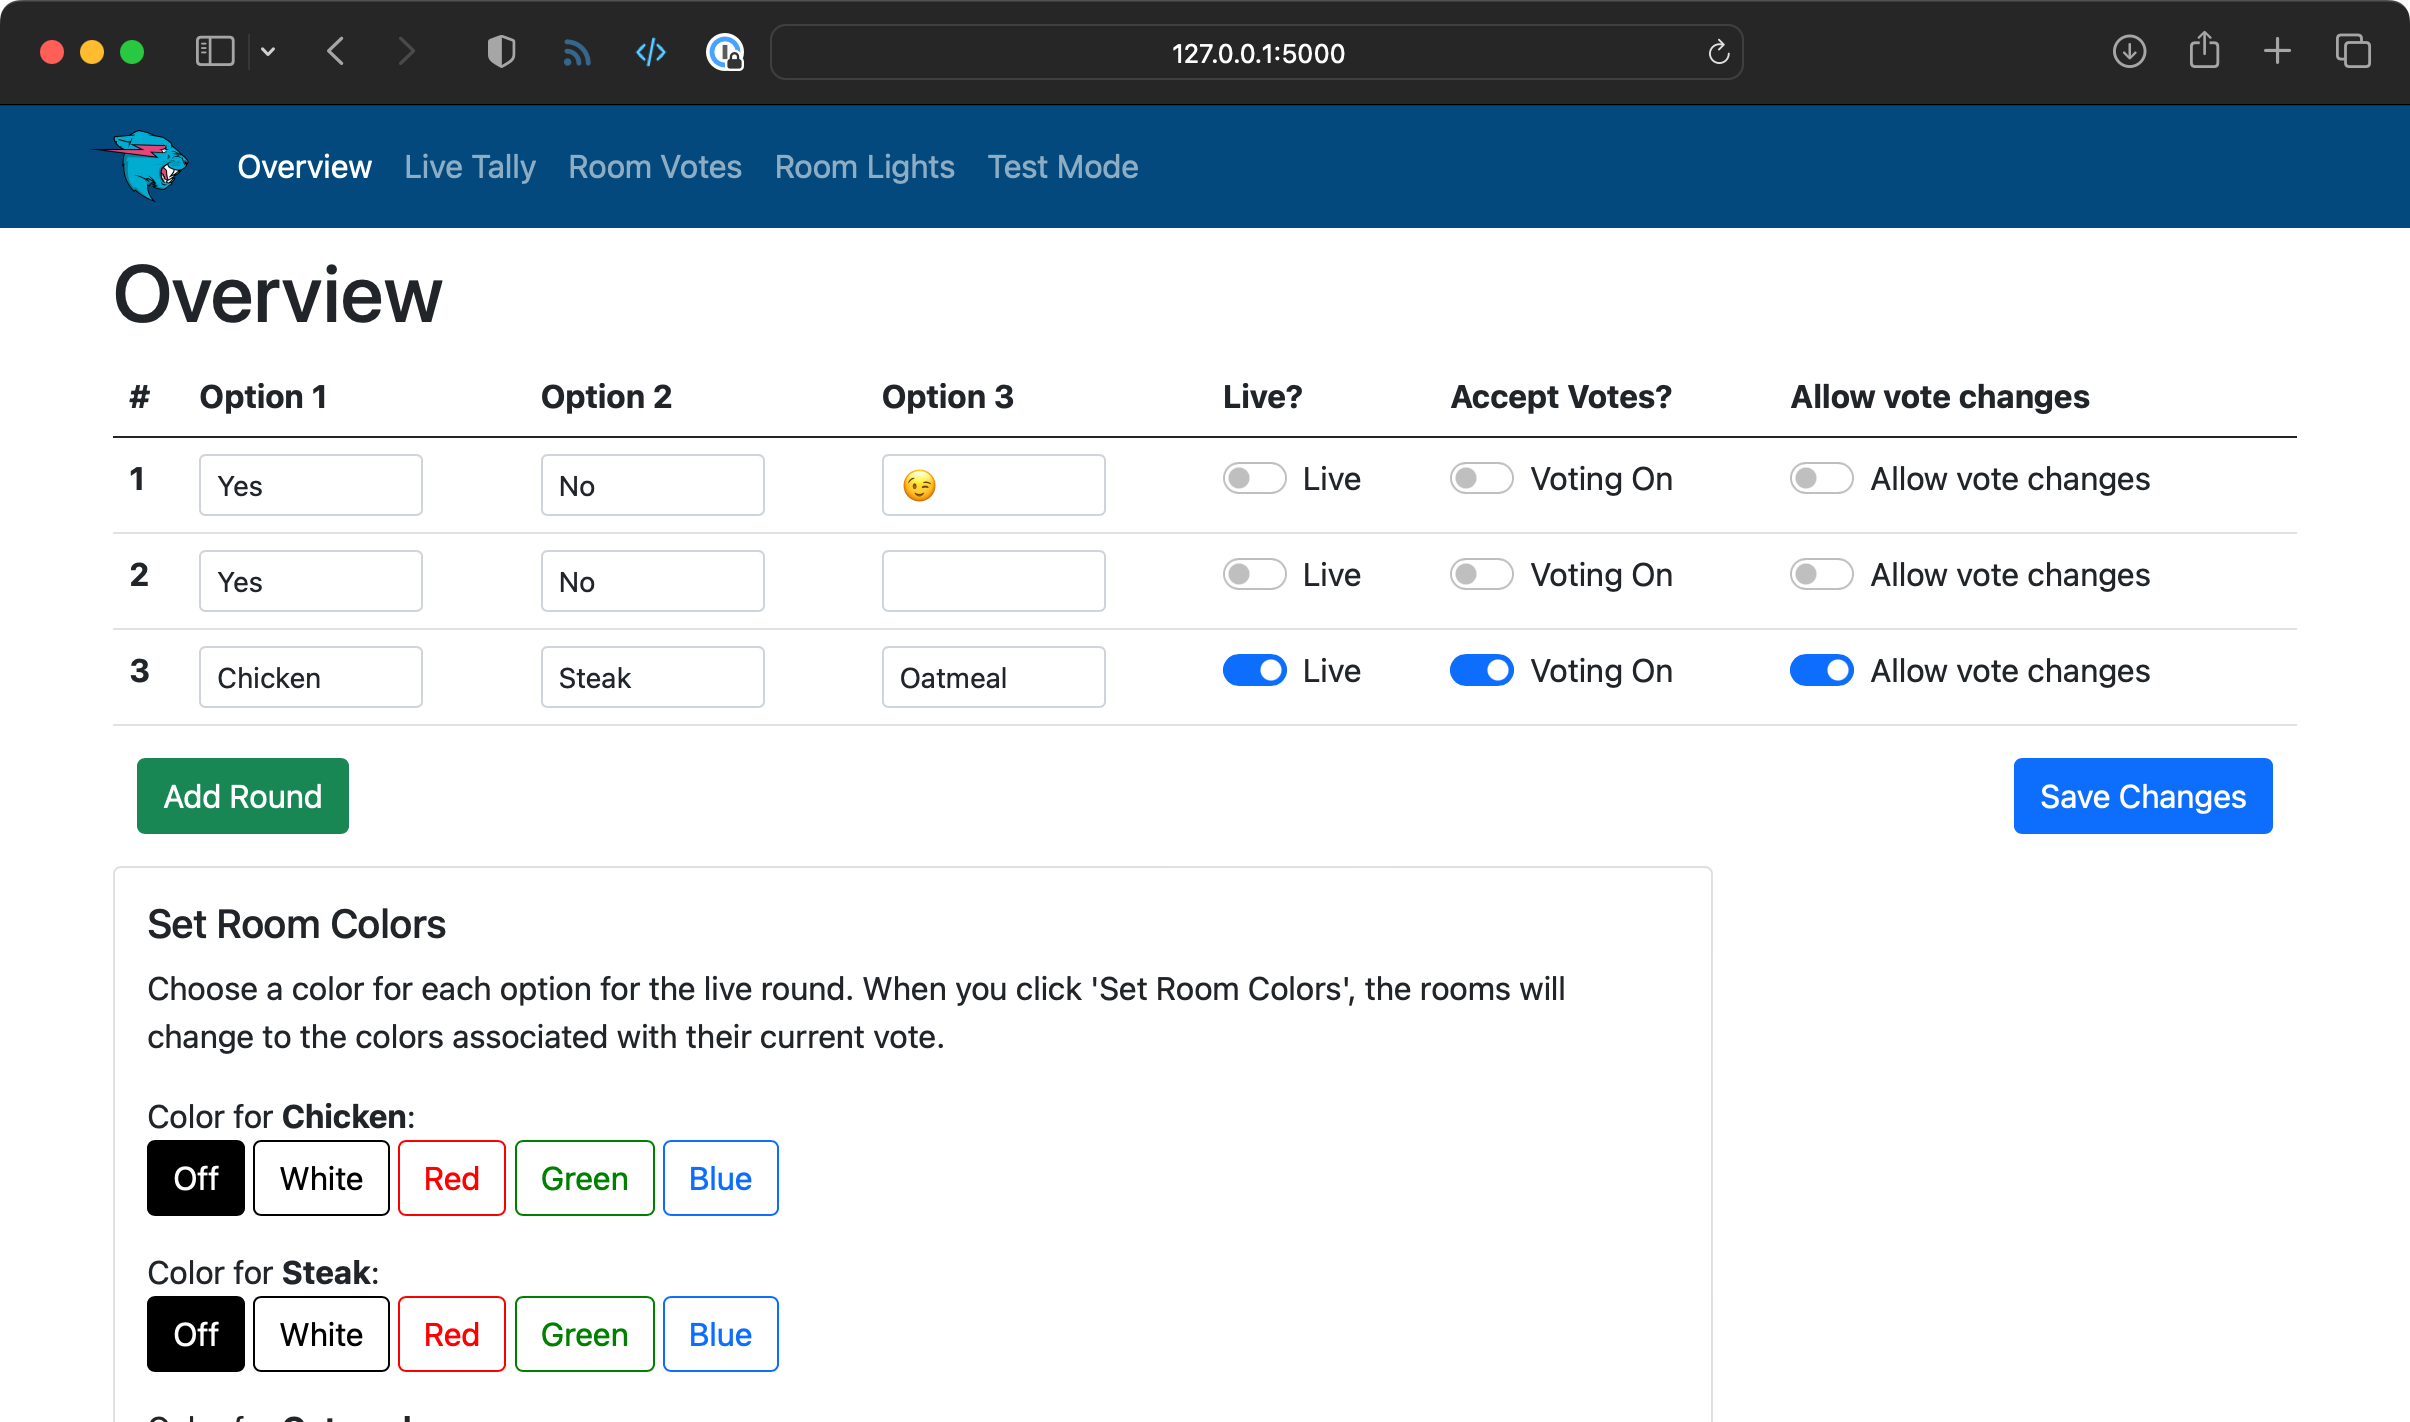 127.0.0.1:5000
Overview Live Tally Room Votes Room Lights Test Mode
Overview
# Option 1 Option 2 Option 3 Live? Accept Votes? Allow vote changes
1 Yes No 😉 Live Voting On Allow vote changes
2 Yes No Live Voting On Allow vote changes
3 Chicken Steak Oatmeal Live Voting On Allow vote changes
Add Round Save Changes
Set Room Colors
Choose a color for each option for the live round. When you click 'Set Room Colors', the rooms will
change to the colors associated with their current vote.
Color for Chicken:
Off White Red Green Blue
Color for Steak:
Off White Red Green Blue